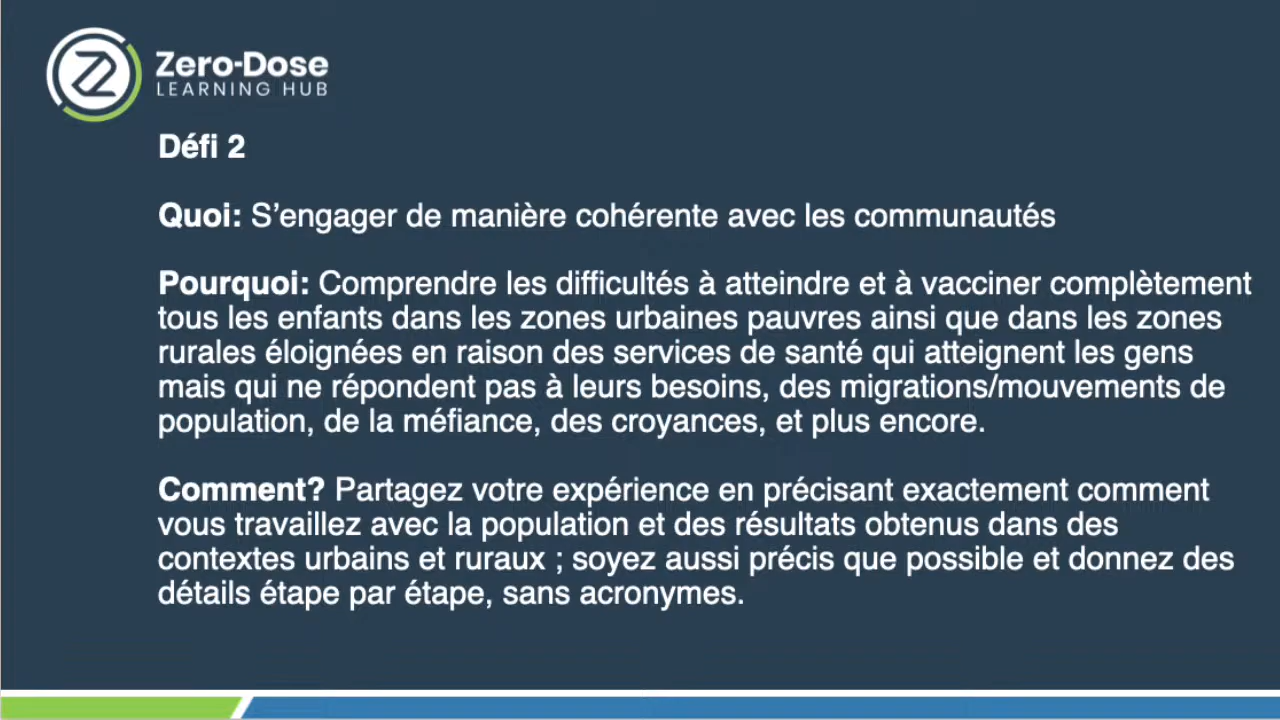 Zero-Dose
LEARNING HUB
Défi 2
Quoi: S’engager de manière cohérente avec les communautés
Pourquoi: Comprendre les difficultés à atteindre et à vacciner complètement
tous les enfants dans les zones urbaines pauvres ainsi que dans les zones
rurales éloignées en raison des services de santé qui atteignent les gens
mais qui ne répondent pas à leurs besoins, des migrations/mouvements de
population, de la méfiance, des croyances, et plus encore.
Comment? Partagez votre expérience en précisant exactement comment
vous travaillez avec la population et des résultats obtenus dans des
contextes urbains et ruraux ; soyez aussi précis que possible et donnez des
détails étape par étape, sans acronymes.